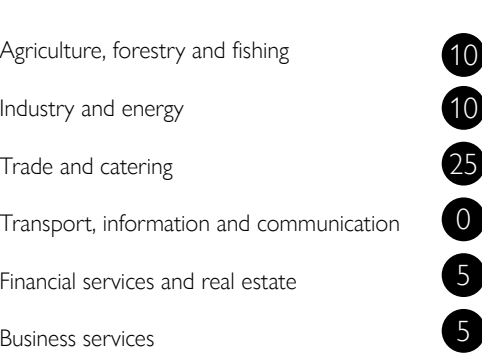 Agriculture, forestry and fishing 10
Industry and energy 10
Trade and catering 25
Transport, information and communication 0
Financial services and real estate 5
Business services 5